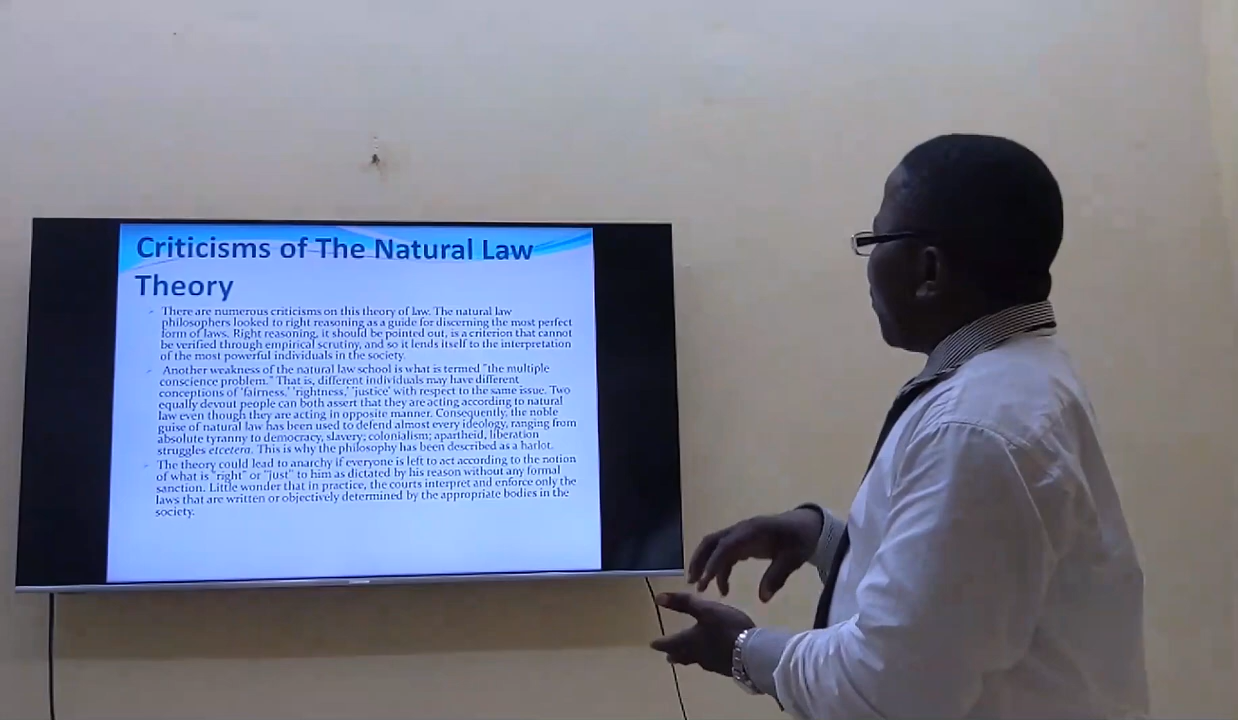 Criticisms of The Natural Law
Theory
There are numerous criticisms on this theory of law. The natural law
philosophers looked to right reasoning as a guide for discerning the most perfect
form of laws. Right reasoning, it should be pointed out, is a criterion that cannot
be verified through empirical scrutiny, and so it lends itself to the interpretation
of the most powerful individuals in the society.
Another weakness of the natural law school is what is termed "the multiple
conscience problem." That is, different individuals may have different
conceptions of 'fairness,' 'rightness,' 'justice' with respect to the same issue. Two
equally devout people can both assert that they are acting according to natural
law even though they are acting in opposite manner. Consequently, the noble
guise of natural law has been used to defend almost every ideology, ranging from
absolute tyranny to democracy, slavery; colonialism; apartheid, liberation
struggles etcetera. This is why the philosophy has been described as a harlot.
The theory could lead to anarchy if everyone is left to act according to the notion
of what is "right" or "just" to him as dictated by his reason without any formal
sanction. Little wonder that in practice, the courts interpret and enforce only the
laws that are written or objectively determined by the appropriate bodies in the
society.